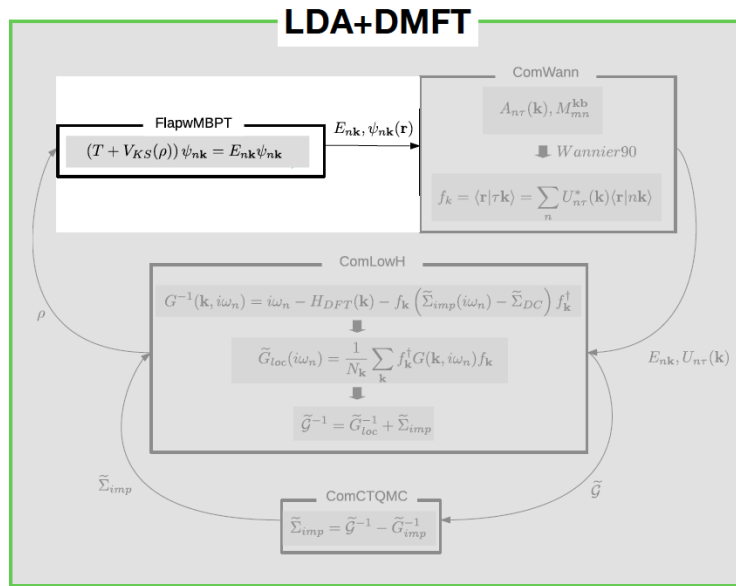 LDA+DMFT
ComWann
A_{nτ}(𝐤), M_{mn}^{𝐤𝐛}
FlapwMBPT
E_{n𝐤}, ψ_{n𝐤}(𝐫)
(T + V_{KS}(ρ)) ψ_{n𝐤} = E_{n𝐤}ψ_{n𝐤}
Wannier90
f_k = ⟨𝐫|τ𝐤⟩ = ∑_n U*_{nτ}(𝐤)⟨𝐫|n𝐤⟩
ComLowH
G^{-1}(𝐤, iω_n) = iω_n − H_{DFT}(𝐤) − f_𝐤 (Σ̃_{imp}(iω_n) − Σ̃_{DC}) f_𝐤^†
ρ
G̃_{loc}(iω_n) = 1/N_𝐤 ∑_𝐤 f_𝐤^† G(𝐤, iω_n) f_𝐤
E_{n𝐤}, U_{nτ}(𝐤)
𝒢̃^{-1} = G̃_{loc}^{-1} + Σ̃_{imp}
Σ̃_{imp}
𝒢̃
ComCTQMC
Σ̃_{imp} = 𝒢̃^{-1} − G̃_{imp}^{-1}